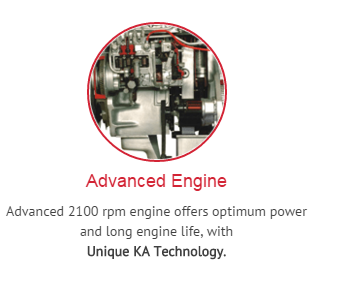 Advanced Engine
Advanced 2100 rpm engine offers optimum power
and long engine life, with
Unique KA Technology.